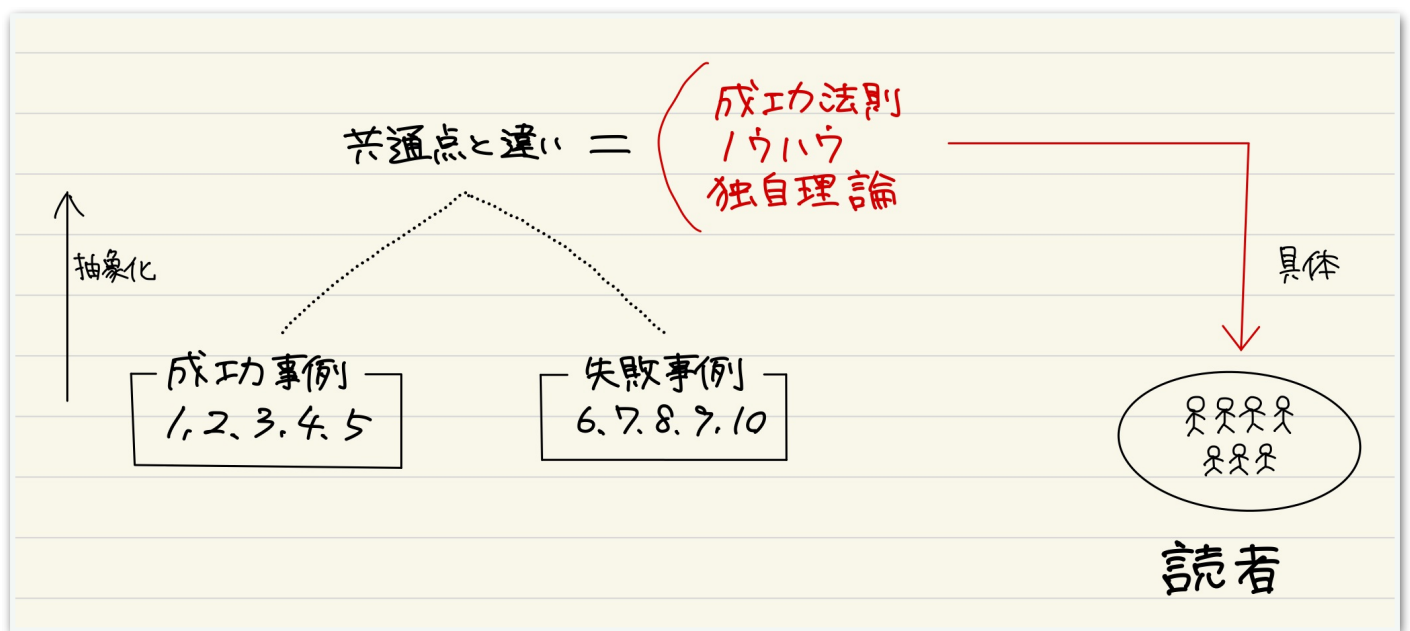 共通点と違い =
成功法則
ノウハウ
独自理論
抽象化
具体
成功事例
1、2、3、4、5
失敗事例
6、7、8、9、10
読者